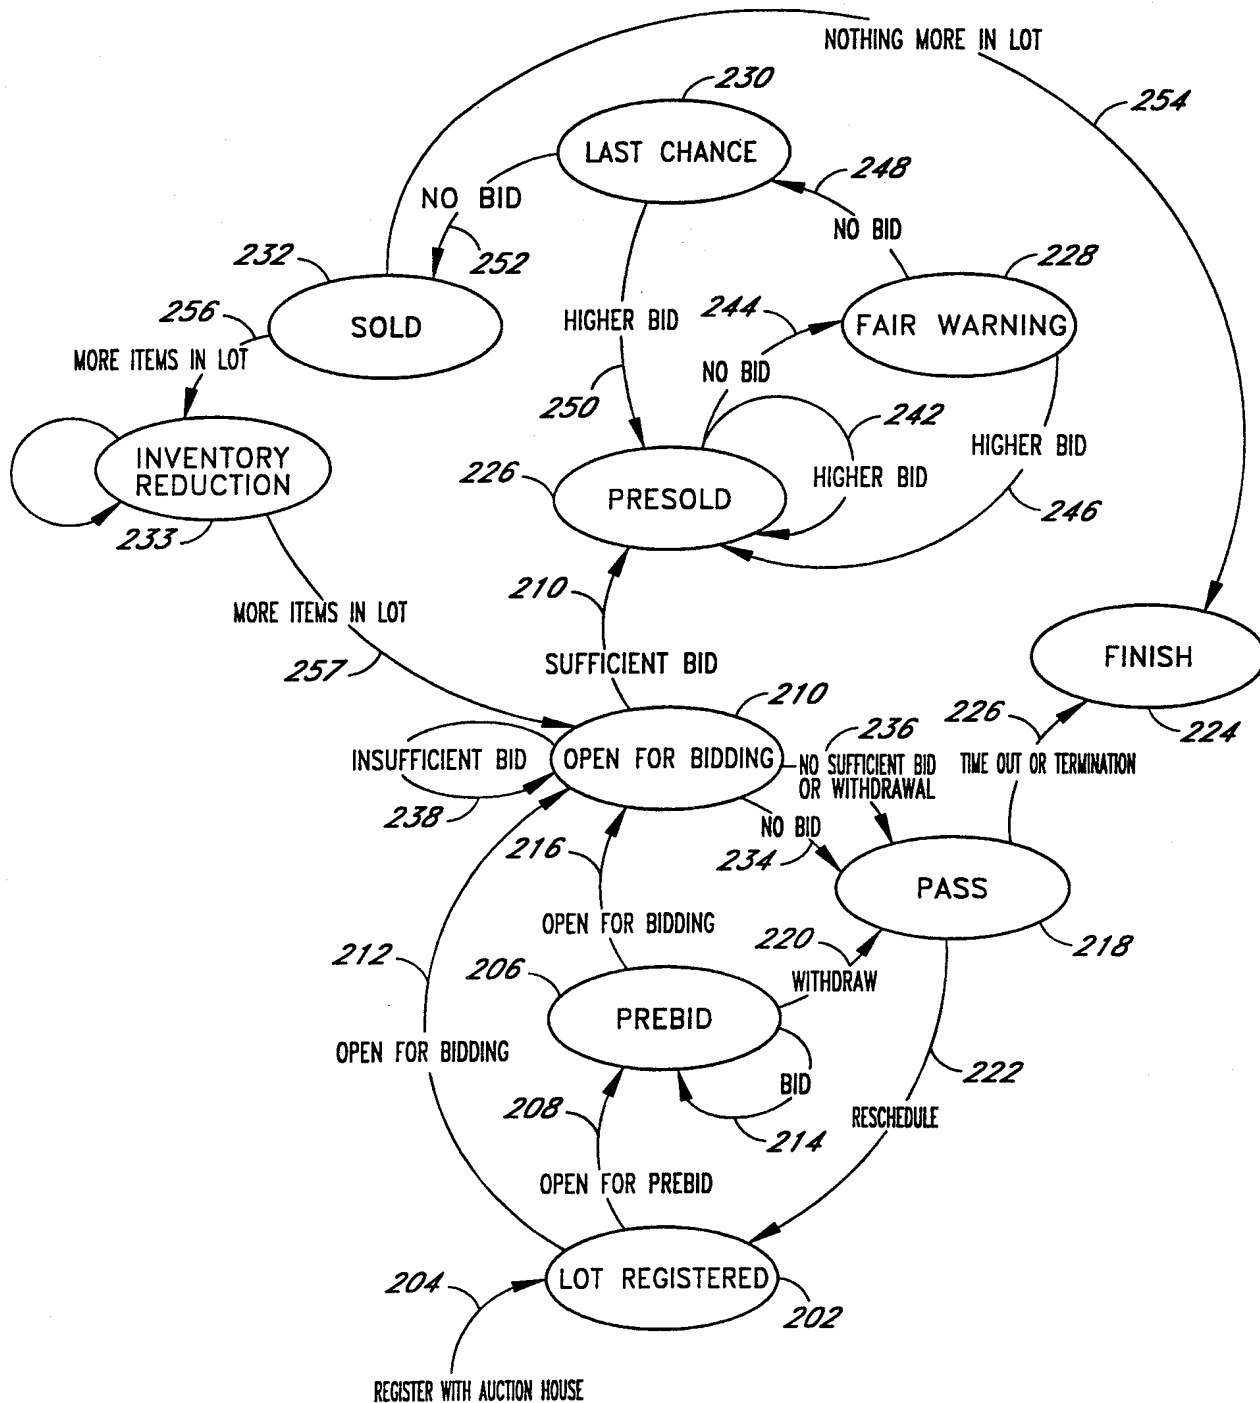 NOTHING MORE IN LOT
230
254
LAST CHANCE
248
NO BID
NO BID
232
252
228
256
SOLD
244
FAIR WARNING
HIGHER BID
MORE ITEMS IN LOT
NO BID
250
242
INVENTORY
REDUCTION
HIGHER BID
226
HIGHER BID
PRESOLD
246
233
210
MORE ITEMS IN LOT
257
SUFFICIENT BID
FINISH
210
226
224
236
INSUFFICIENT BID
OPEN FOR BIDDING
NO SUFFICIENT BID
OR WITHDRAWAL
TIME OUT OR TERMINATION
238
NO BID
216
234
PASS
OPEN FOR BIDDING
212
206
220
218
WITHDRAW
PREBID
OPEN FOR BIDDING
222
BID
208
214
RESCHEDULE
OPEN FOR PREBID
204
LOT REGISTERED
202
REGISTER WITH AUCTION HOUSE